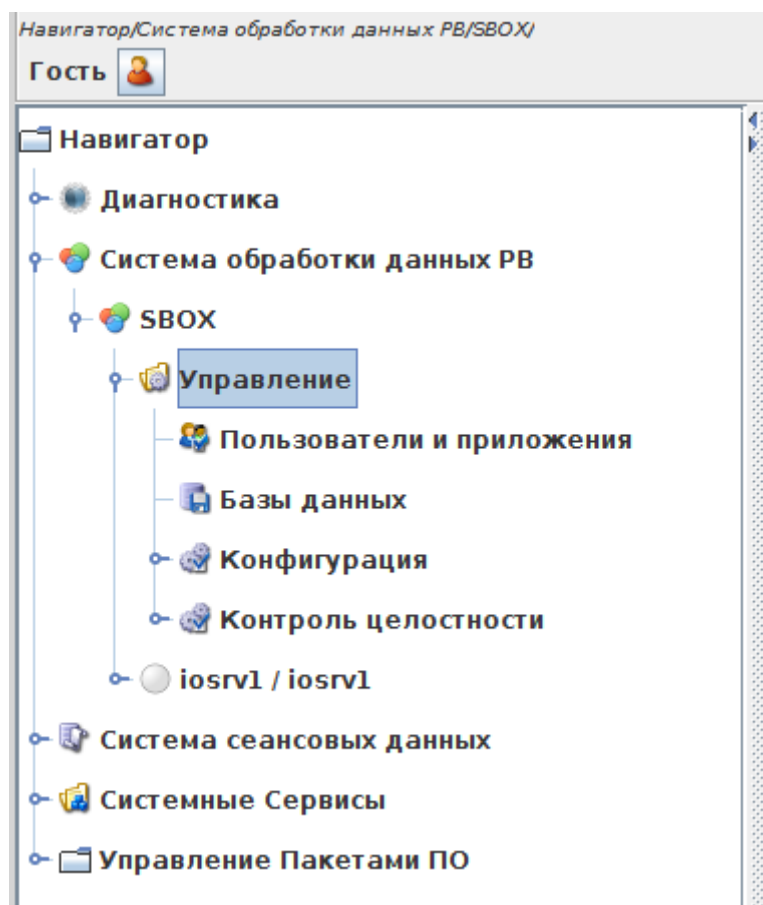 Навигатор/Система обработки данных РВ/SBOX/
Гость
Навигатор
Диагностика
Система обработки данных РВ
SBOX
Управление
Пользователи и приложения
Базы данных
Конфигурация
Контроль целостности
iosrv1 / iosrv1
Система сеансовых данных
Системные Сервисы
Управление Пакетами ПО